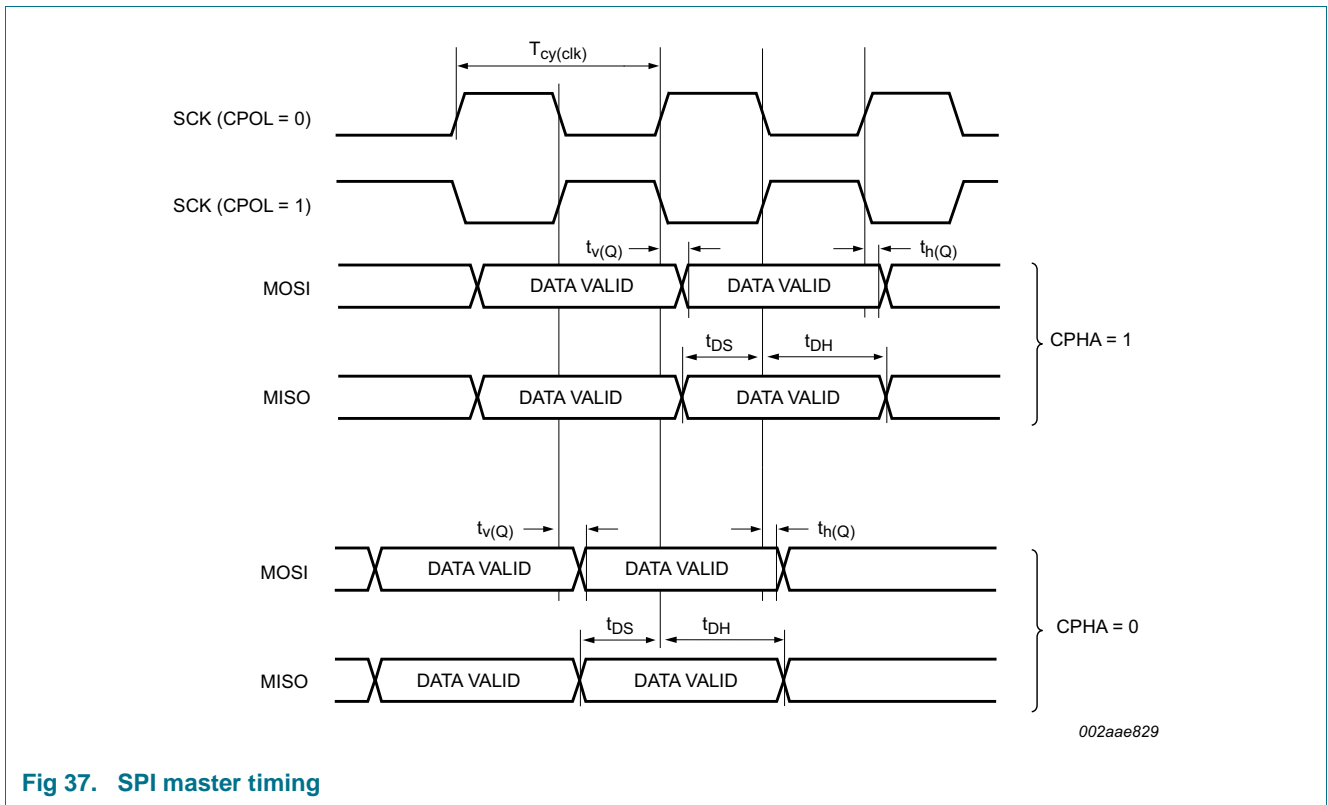 Tcy(clk)
SCK (CPOL = 0)
SCK (CPOL = 1)
tv(Q)
th(Q)
MOSI
DATA VALID
DATA VALID
CPHA = 1
tDS
tDH
MISO
DATA VALID
DATA VALID
tv(Q)
th(Q)
MOSI
DATA VALID
DATA VALID
CPHA = 0
tDS
tDH
MISO
DATA VALID
DATA VALID
002aae829
Fig 37. SPI master timing